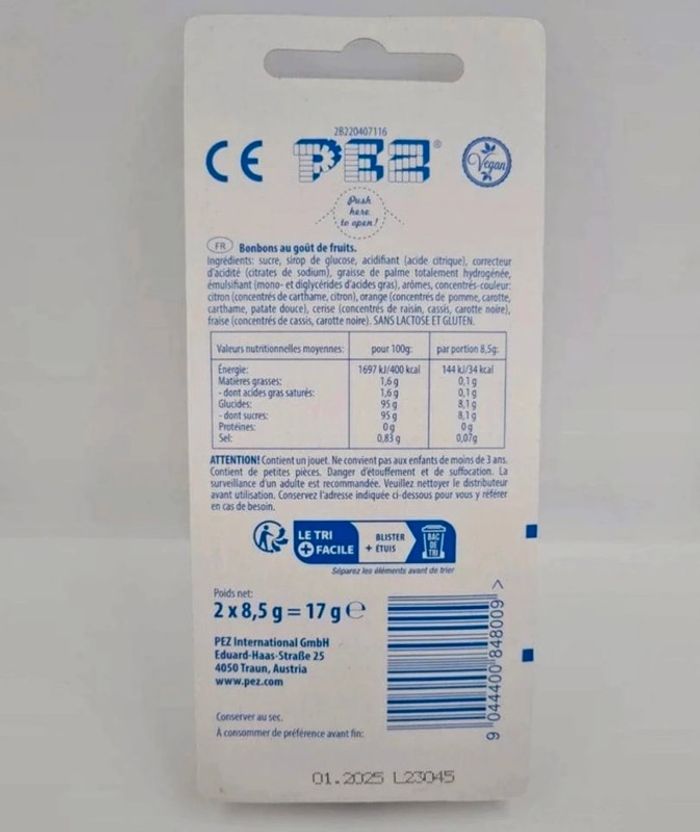 2B220407116
CE PEZ® Vegan
Push
here
to open!
FR Bonbons au goût de fruits.
Ingrédients: sucre, sirop de glucose, acidifiant (acide citrique), correcteur
d'acidité (citrates de sodium), graisse de palme totalement hydrogénée,
émulsifiant (mono- et diglycérides d'acides gras), arômes, concentrés-couleur:
citron (concentrés de carthame, citron), orange (concentrés de pomme, carotte,
carthame, patate douce), cerise (concentrés de raisin, cassis, carotte noire),
fraise (concentrés de cassis, carotte noire). SANS LACTOSE ET GLUTEN.
Valeurs nutritionnelles moyennes: pour 100g: par portion 8,5g:
Énergie: 1697 kJ/400 kcal 144 kJ/34 kcal
Matières grasses: 1,6 g 0,1 g
- dont acides gras saturés: 1,6 g 0,1 g
Glucides: 95 g 8,1 g
- dont sucres: 95 g 8,1 g
Protéines: 0 g 0 g
Sel: 0,83 g 0,07g
ATTENTION! Contient un jouet. Ne convient pas aux enfants de moins de 3 ans.
Contient de petites pièces. Danger d'étouffement et de suffocation. La
surveillance d'un adulte est recommandée. Veuillez nettoyer le distributeur
avant utilisation. Conservez l'adresse indiquée ci-dessous pour vous y référer
en cas de besoin.
LE TRI
+ FACILE
BLISTER
+ ÉTUIS
BAC
DE
TRI
Séparez les éléments avant de trier
Poids net:
2 x 8,5 g = 17 g ℮
PEZ International GmbH
Eduard-Haas-Straße 25
4050 Traun, Austria
www.pez.com
9 044400 848009 >
Conserver au sec.
À consommer de préférence avant fin:
01.2025 L23045